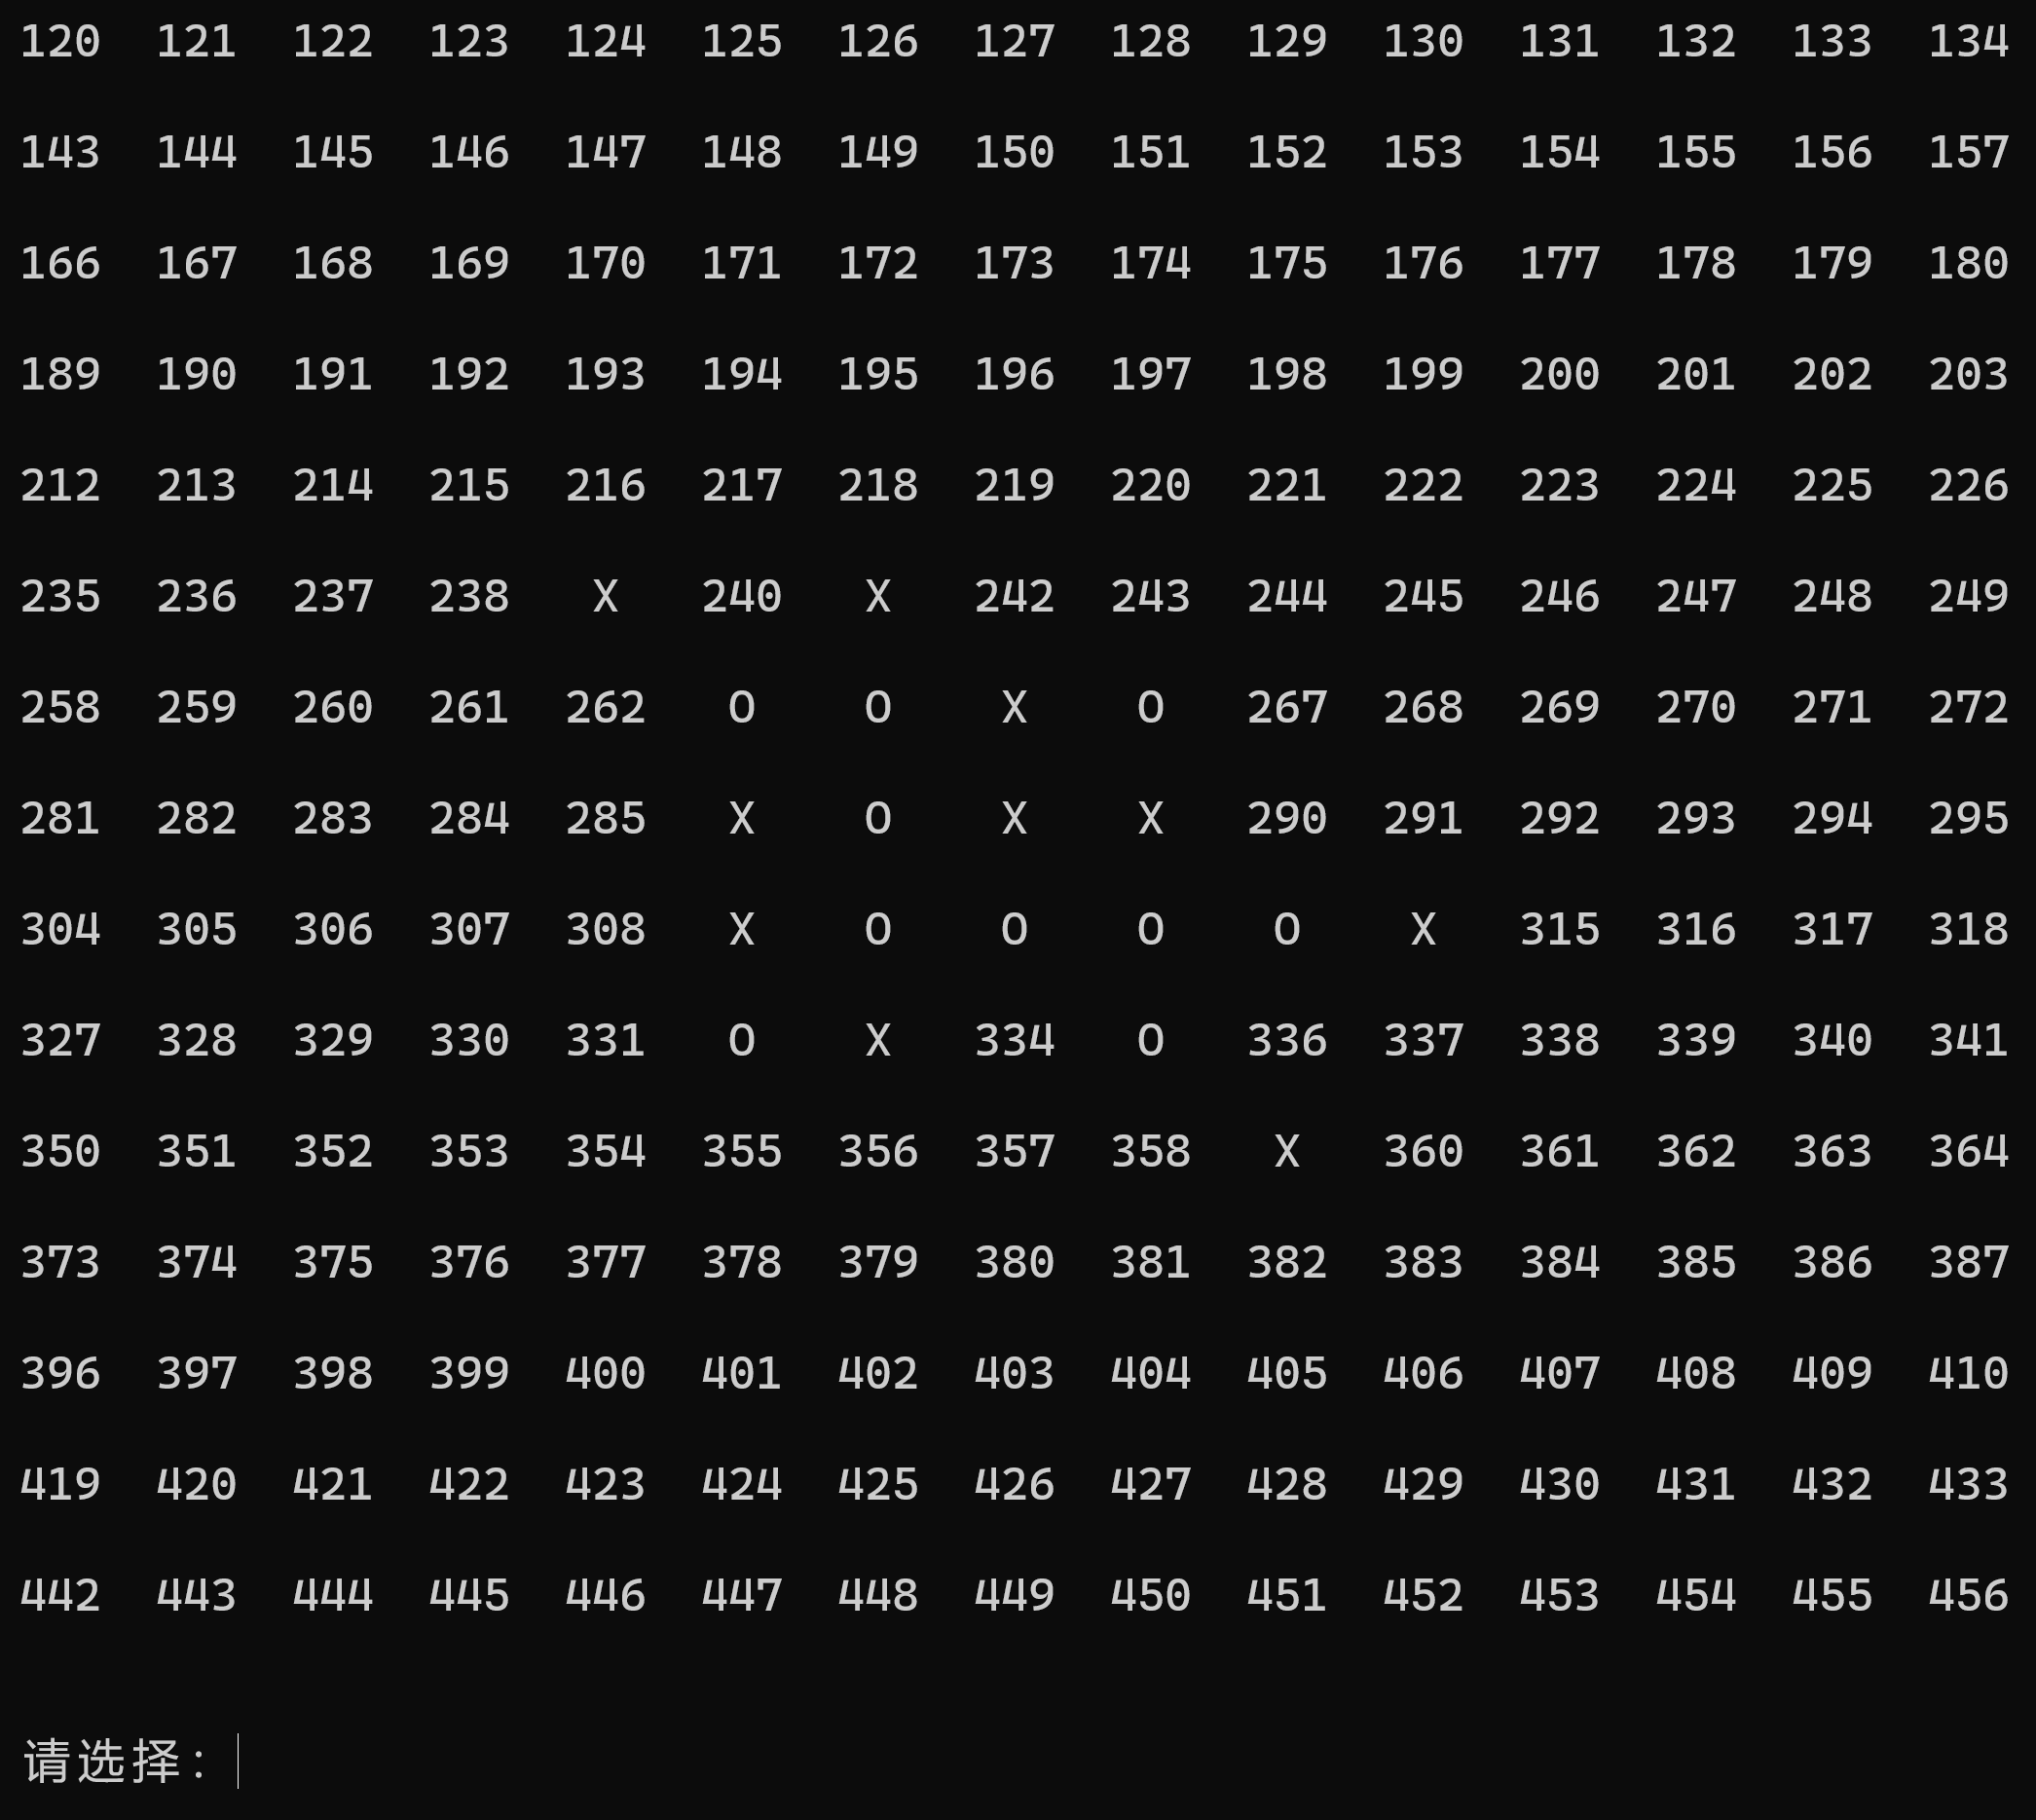 120 121 122 123 124 125 126 127 128 129 130 131 132 133 134
143 144 145 146 147 148 149 150 151 152 153 154 155 156 157
166 167 168 169 170 171 172 173 174 175 176 177 178 179 180
189 190 191 192 193 194 195 196 197 198 199 200 201 202 203
212 213 214 215 216 217 218 219 220 221 222 223 224 225 226
235 236 237 238 X 240 X 242 243 244 245 246 247 248 249
258 259 260 261 262 O O X O 267 268 269 270 271 272
281 282 283 284 285 X O X X 290 291 292 293 294 295
304 305 306 307 308 X O O O O X 315 316 317 318
327 328 329 330 331 O X 334 O 336 337 338 339 340 341
350 351 352 353 354 355 356 357 358 X 360 361 362 363 364
373 374 375 376 377 378 379 380 381 382 383 384 385 386 387
396 397 398 399 400 401 402 403 404 405 406 407 408 409 410
419 420 421 422 423 424 425 426 427 428 429 430 431 432 433
442 443 444 445 446 447 448 449 450 451 452 453 454 455 456
请选择: